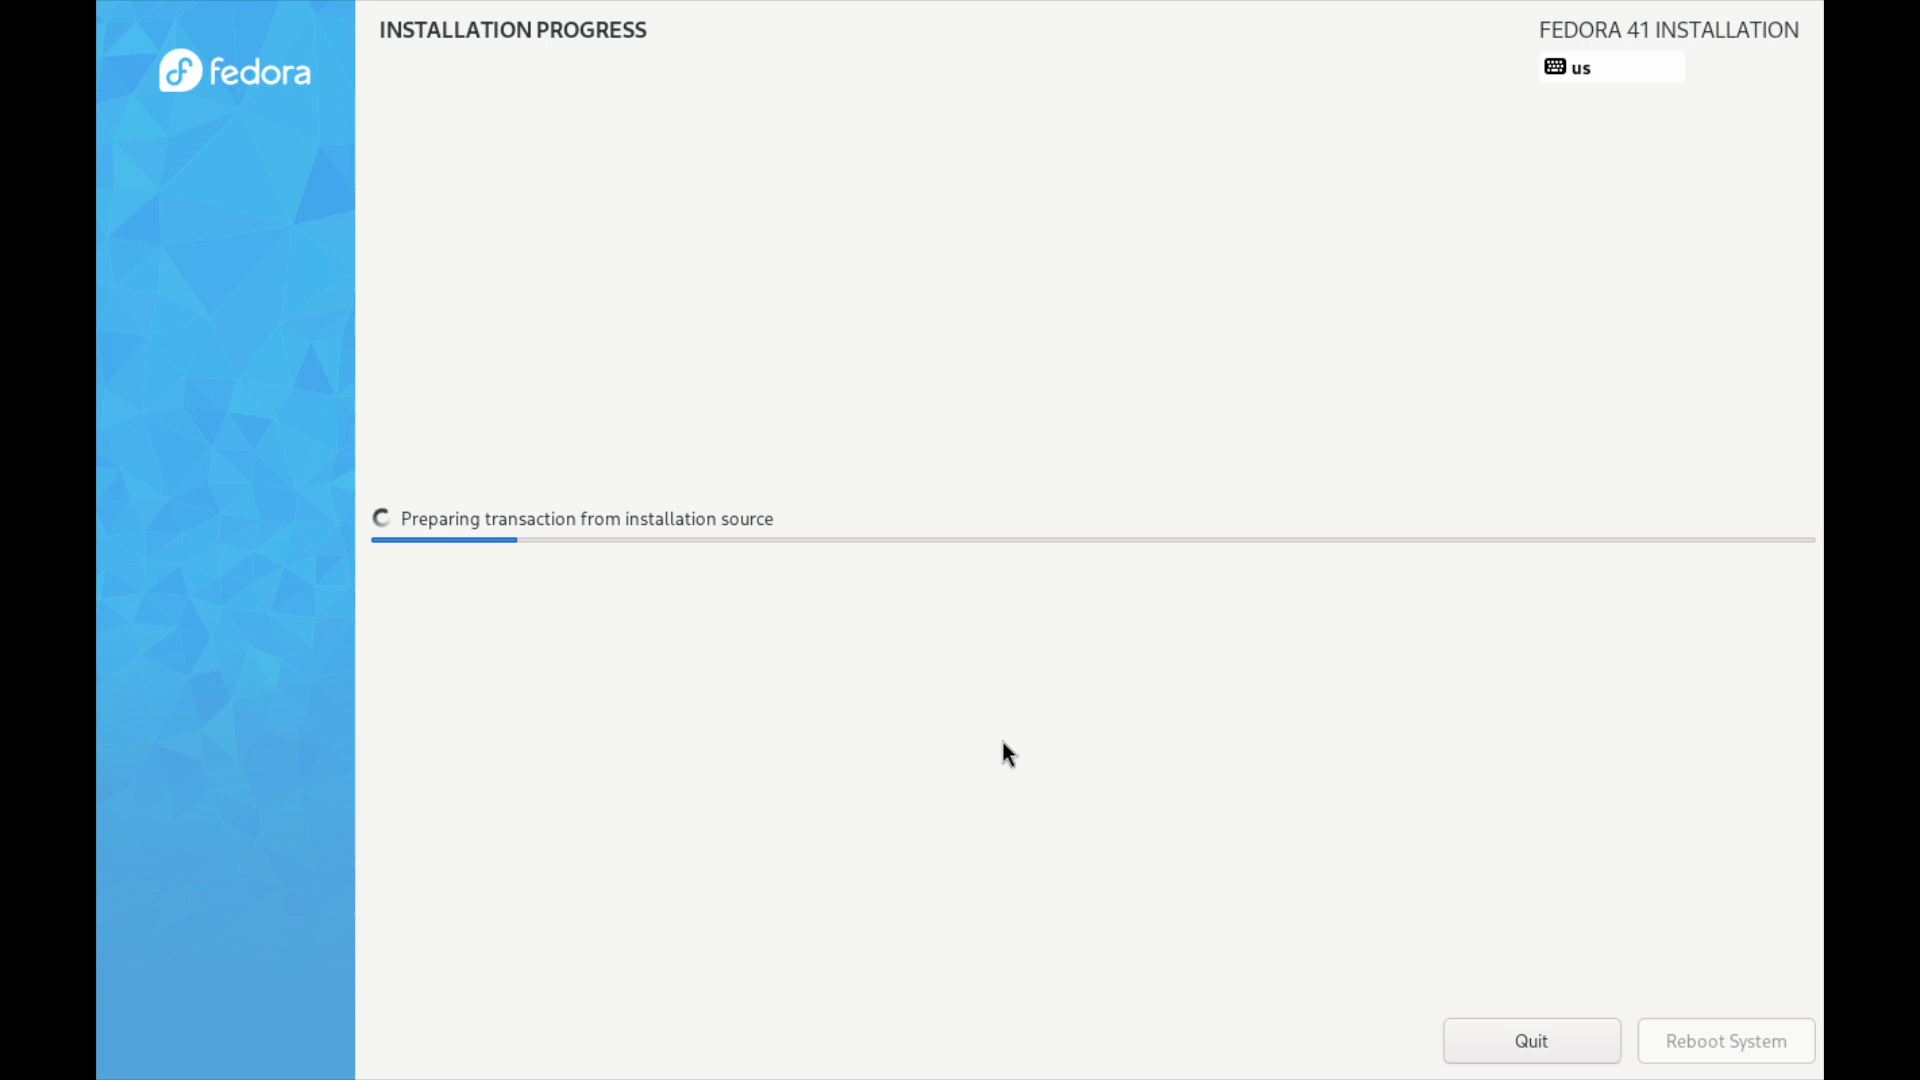 INSTALLATION PROGRESS
FEDORA 41 INSTALLATION
us
fedora
Preparing transaction from installation source
Quit
Reboot System